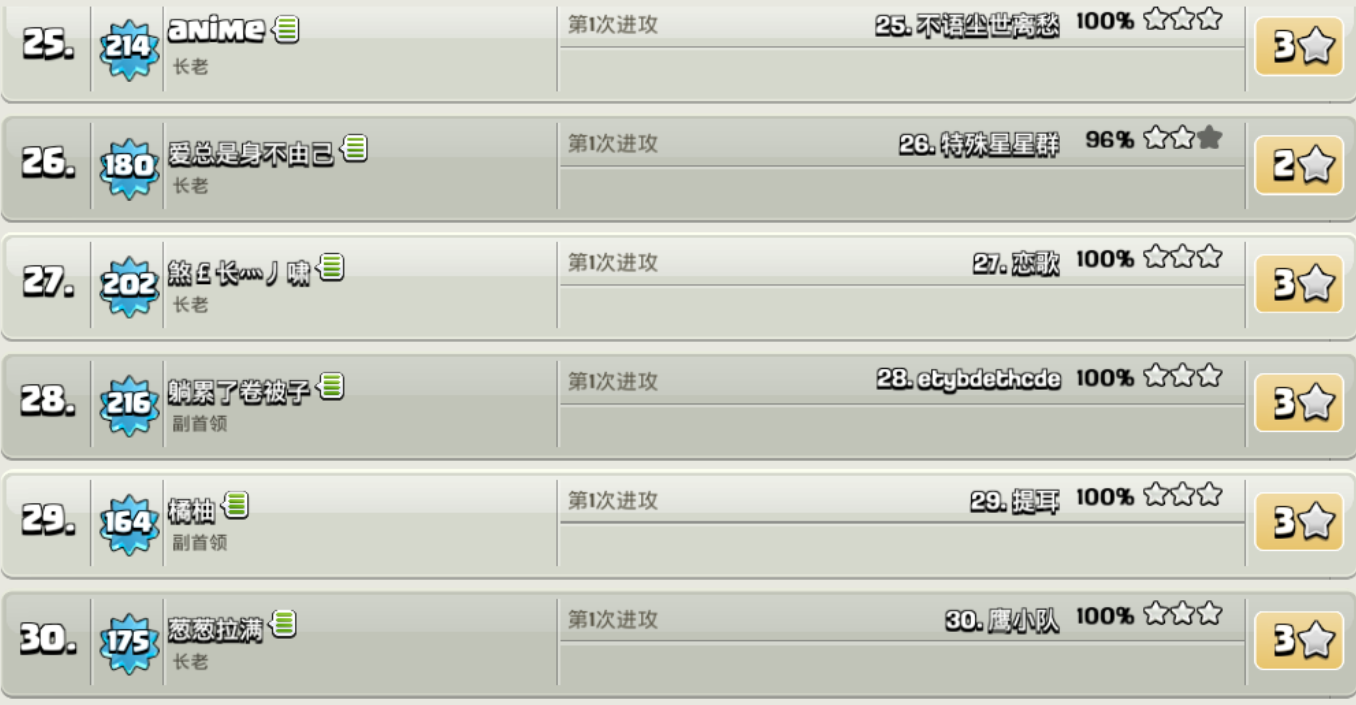 25. 214 anime 第1次进攻 25. 不语尘世离愁 100% 3
长老
26. 180 爱总是身不由己 第1次进攻 26. 特殊星星群 96% 2
长老
27. 202 煞£长灬丿啸 第1次进攻 27. 恋歌 100% 3
长老
28. 216 躺累了卷被子 第1次进攻 28. etybdethcde 100% 3
副首领
29. 164 橘柚 第1次进攻 29. 提耳 100% 3
副首领
30. 175 葱葱拉满 第1次进攻 30. 鹰小队 100% 3
长老